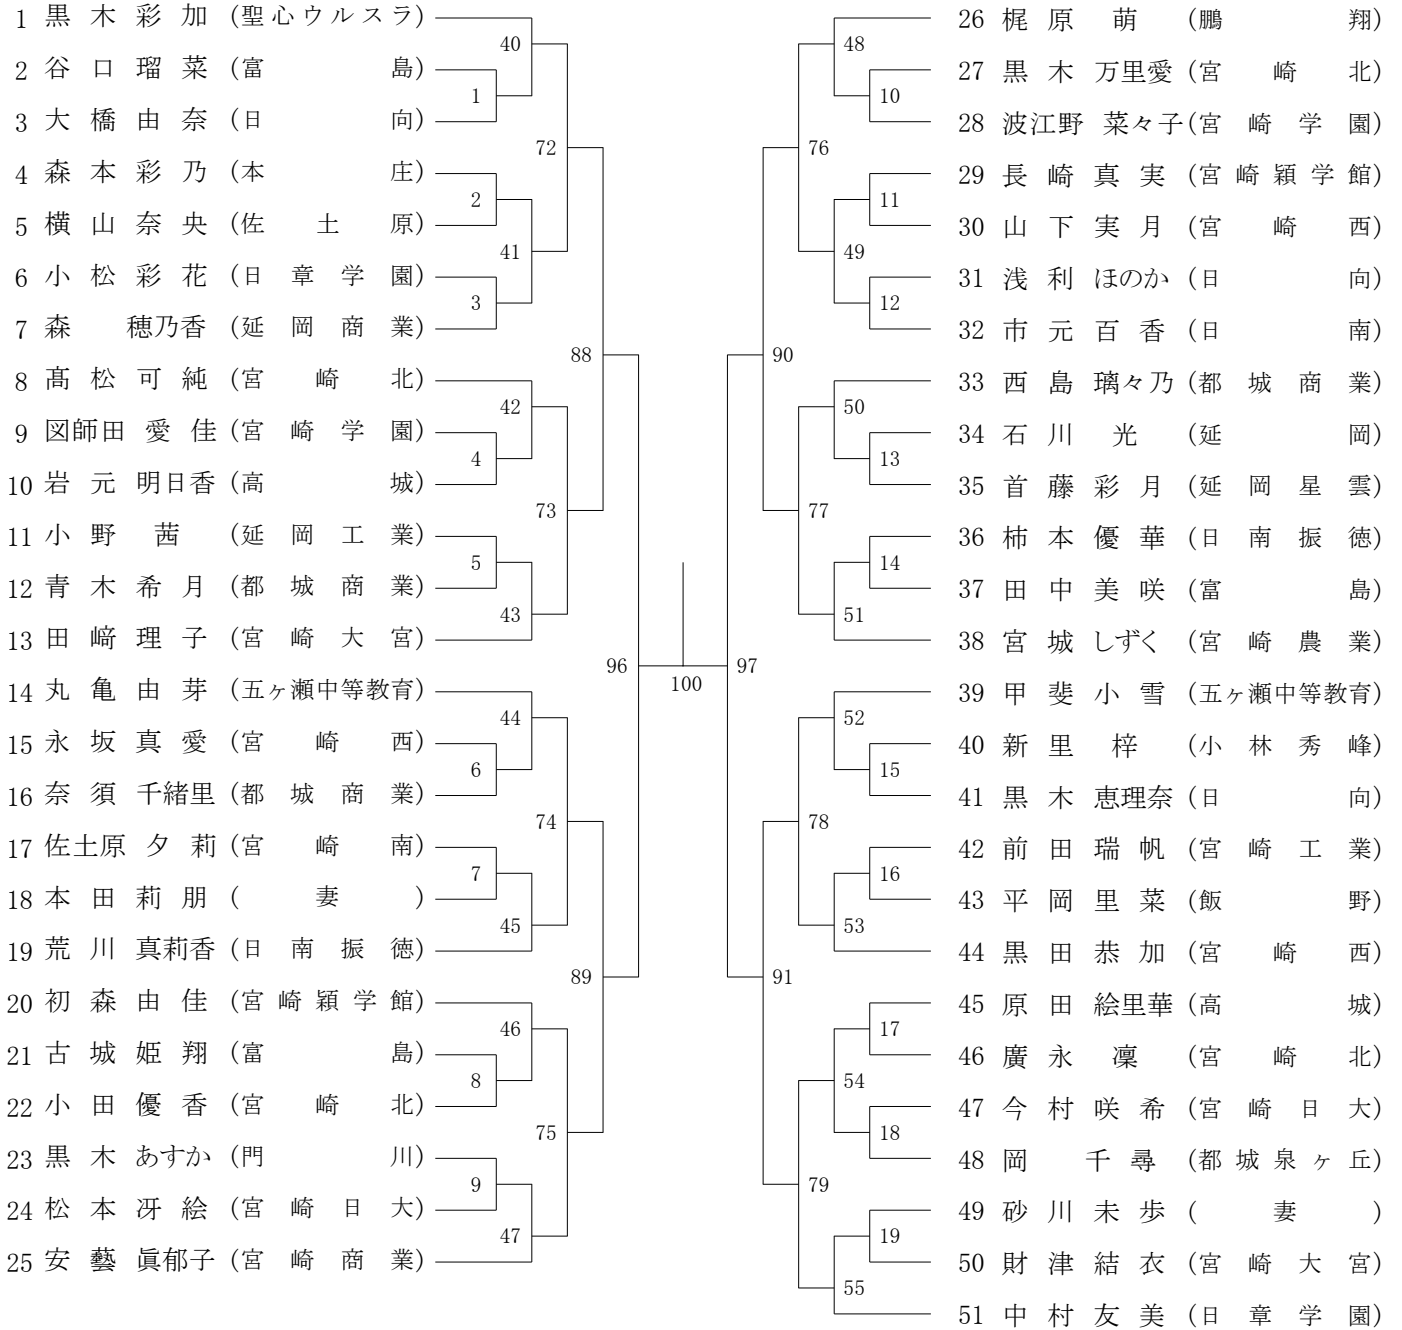 1 黒木彩加 (聖心ウルスラ)
2 谷口瑠菜 (富島)
3 大橋由奈 (日向)
4 森本彩乃 (本庄)
5 横山奈央 (佐土原)
6 小松彩花 (日章学園)
7 森 穂乃香 (延岡商業)
8 髙松可純 (宮崎北)
9 図師田愛佳 (宮崎学園)
10 岩元明日香 (高城)
11 小野茜 (延岡工業)
12 青木希月 (都城商業)
13 田﨑理子 (宮崎大宮)
14 丸亀由芽 (五ヶ瀬中等教育)
15 永坂真愛 (宮崎西)
16 奈須千緒里 (都城商業)
17 佐土原夕莉 (宮崎南)
18 本田莉朋 (妻)
19 荒川真莉香 (日南振徳)
20 初森由佳 (宮崎穎学館)
21 古城姫翔 (富島)
22 小田優香 (宮崎北)
23 黒木あすか (門川)
24 松本冴絵 (宮崎日大)
25 安藝眞郁子 (宮崎商業)
40
1
72
2
41
3
88
42
4
73
5
43
96
44
6
74
7
45
89
46
8
75
9
47
100
97
48
10
76
11
49
12
90
50
13
77
14
51
52
15
78
16
53
91
17
54
18
79
19
55
26 梶原萌 (鵬翔)
27 黒木万里愛 (宮崎北)
28 波江野菜々子 (宮崎学園)
29 長崎真実 (宮崎穎学館)
30 山下実月 (宮崎西)
31 浅利ほのか (日向)
32 市元百香 (日南)
33 西島璃々乃 (都城商業)
34 石川光 (延岡)
35 首藤彩月 (延岡星雲)
36 柿本優華 (日南振徳)
37 田中美咲 (富島)
38 宮城しずく (宮崎農業)
39 甲斐小雪 (五ヶ瀬中等教育)
40 新里梓 (小林秀峰)
41 黒木恵理奈 (日向)
42 前田瑞帆 (宮崎工業)
43 平岡里菜 (飯野)
44 黒田恭加 (宮崎西)
45 原田絵里華 (高城)
46 廣永凜 (宮崎北)
47 今村咲希 (宮崎日大)
48 岡 千尋 (都城泉ヶ丘)
49 砂川未歩 (妻)
50 財津結衣 (宮崎大宮)
51 中村友美 (日章学園)